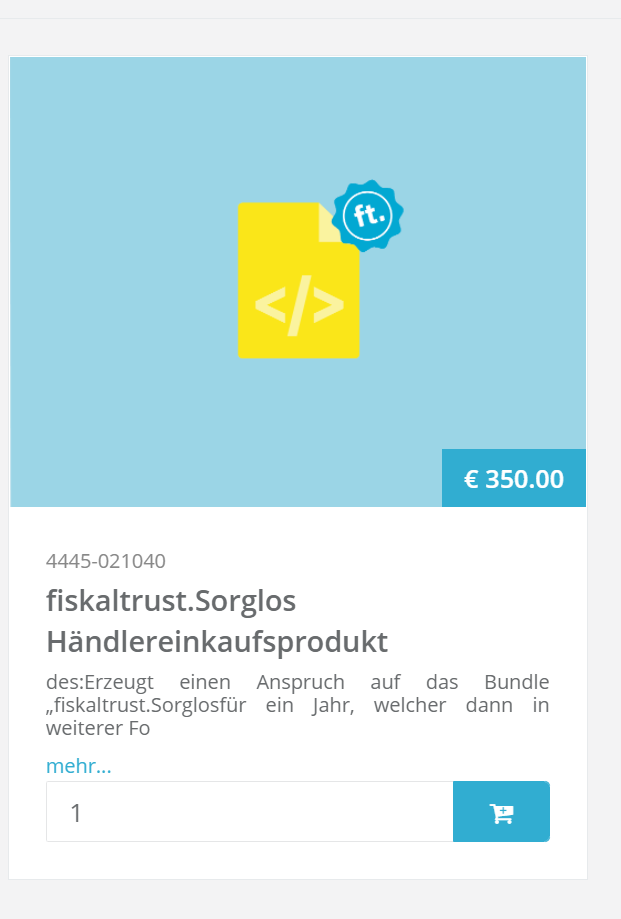 </>
ft.
€ 350.00
4445-021040
fiskaltrust.Sorglos
Händlereinkaufsprodukt
des:Erzeugt einen Anspruch auf das Bundle
„fiskaltrust.Sorglosfür ein Jahr, welcher dann in
weiterer Fo
mehr...
1